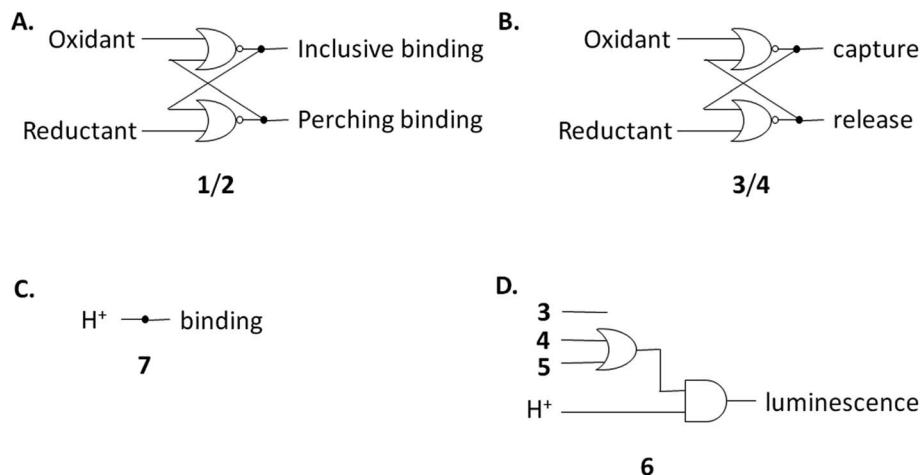 A.
Oxidant
Inclusive binding
Reductant
Perching binding
1/2
B.
Oxidant
capture
Reductant
release
3/4
C.
H⁺
binding
7
D.
3
4
5
H⁺
luminescence
6